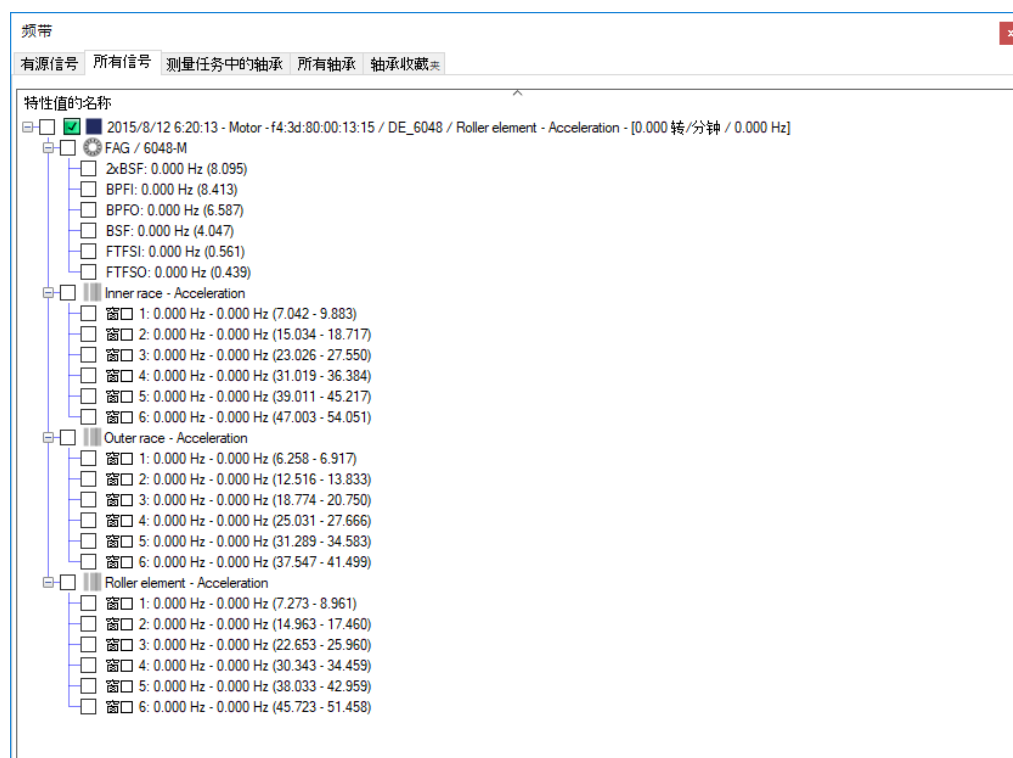 频带
有源信号 所有信号 测量任务中的轴承 所有轴承 轴承收藏夹
特性值的名称
2015/8/12 6:20:13 - Motor - f4:3d:80:00:13:15 / DE_6048 / Roller element - Acceleration - [0.000 转/分钟 / 0.000 Hz]
FAG / 6048-M
2xBSF: 0.000 Hz (8.095)
BPFI: 0.000 Hz (8.413)
BPFO: 0.000 Hz (6.587)
BSF: 0.000 Hz (4.047)
FTFSI: 0.000 Hz (0.561)
FTFSO: 0.000 Hz (0.439)
Inner race - Acceleration
窗口 1: 0.000 Hz - 0.000 Hz (7.042 - 9.883)
窗口 2: 0.000 Hz - 0.000 Hz (15.034 - 18.717)
窗口 3: 0.000 Hz - 0.000 Hz (23.026 - 27.550)
窗口 4: 0.000 Hz - 0.000 Hz (31.019 - 36.384)
窗口 5: 0.000 Hz - 0.000 Hz (39.011 - 45.217)
窗口 6: 0.000 Hz - 0.000 Hz (47.003 - 54.051)
Outer race - Acceleration
窗口 1: 0.000 Hz - 0.000 Hz (6.258 - 6.917)
窗口 2: 0.000 Hz - 0.000 Hz (12.516 - 13.833)
窗口 3: 0.000 Hz - 0.000 Hz (18.774 - 20.750)
窗口 4: 0.000 Hz - 0.000 Hz (25.031 - 27.666)
窗口 5: 0.000 Hz - 0.000 Hz (31.289 - 34.583)
窗口 6: 0.000 Hz - 0.000 Hz (37.547 - 41.499)
Roller element - Acceleration
窗口 1: 0.000 Hz - 0.000 Hz (7.273 - 8.961)
窗口 2: 0.000 Hz - 0.000 Hz (14.963 - 17.460)
窗口 3: 0.000 Hz - 0.000 Hz (22.653 - 25.960)
窗口 4: 0.000 Hz - 0.000 Hz (30.343 - 34.459)
窗口 5: 0.000 Hz - 0.000 Hz (38.033 - 42.959)
窗口 6: 0.000 Hz - 0.000 Hz (45.723 - 51.458)